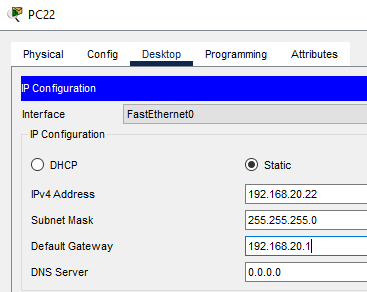 PC22
Physical Config Desktop Programming Attributes
IP Configuration
Interface FastEthernet0
IP Configuration
DHCP Static
IPv4 Address 192.168.20.22
Subnet Mask 255.255.255.0
Default Gateway 192.168.20.1
DNS Server 0.0.0.0